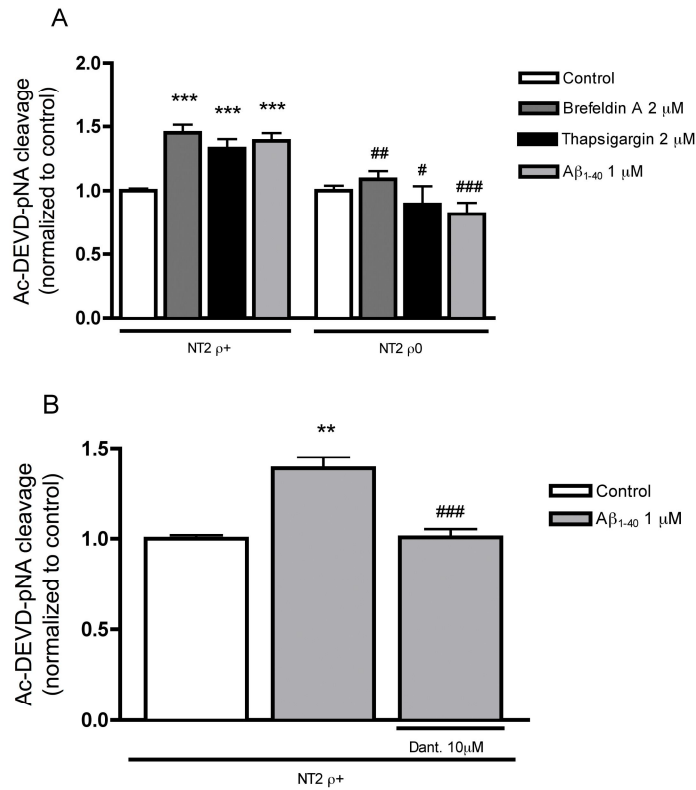 A
Ac-DEVD-pNA cleavage
(normalized to control)
2.0
1.5
1.0
0.5
0.0
***
***
***
##
#
###
NT2 ρ+
NT2 ρ0
Control
Brefeldin A 2 μM
Thapsigargin 2 μM
Aβ1-40 1 μM
B
Ac-DEVD-pNA cleavage
(normalized to control)
1.5
1.0
0.5
0.0
**
###
Dant. 10μM
NT2 ρ+
Control
Aβ1-40 1 μM